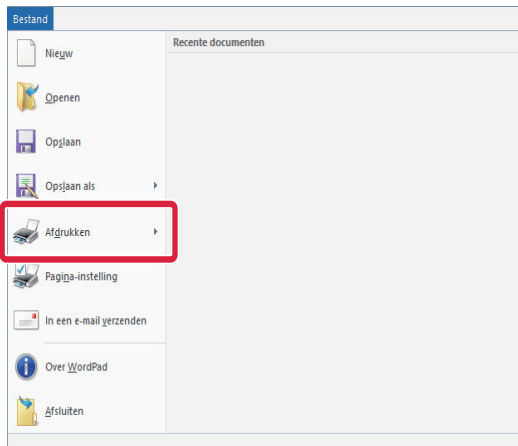 Bestand
Recente documenten
Nieuw
Openen
Opslaan
Opslaan als
Afdrukken
Pagina-instelling
In een e-mail verzenden
Over WordPad
Afsluiten